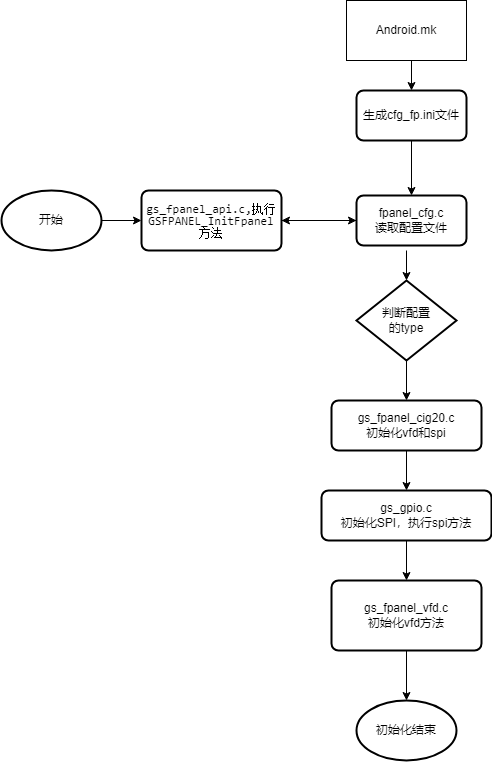 Android.mk
生成cfg_fp.ini文件
开始
gs_fpanel_api.c,执行
GSFPANEL_InitFpanel
方法
fpanel_cfg.c
读取配置文件
判断配置
的type
gs_fpanel_cig20.c
初始化vfd和spi
gs_gpio.c
初始化SPI，执行spi方法
gs_fpanel_vfd.c
初始化vfd方法
初始化结束